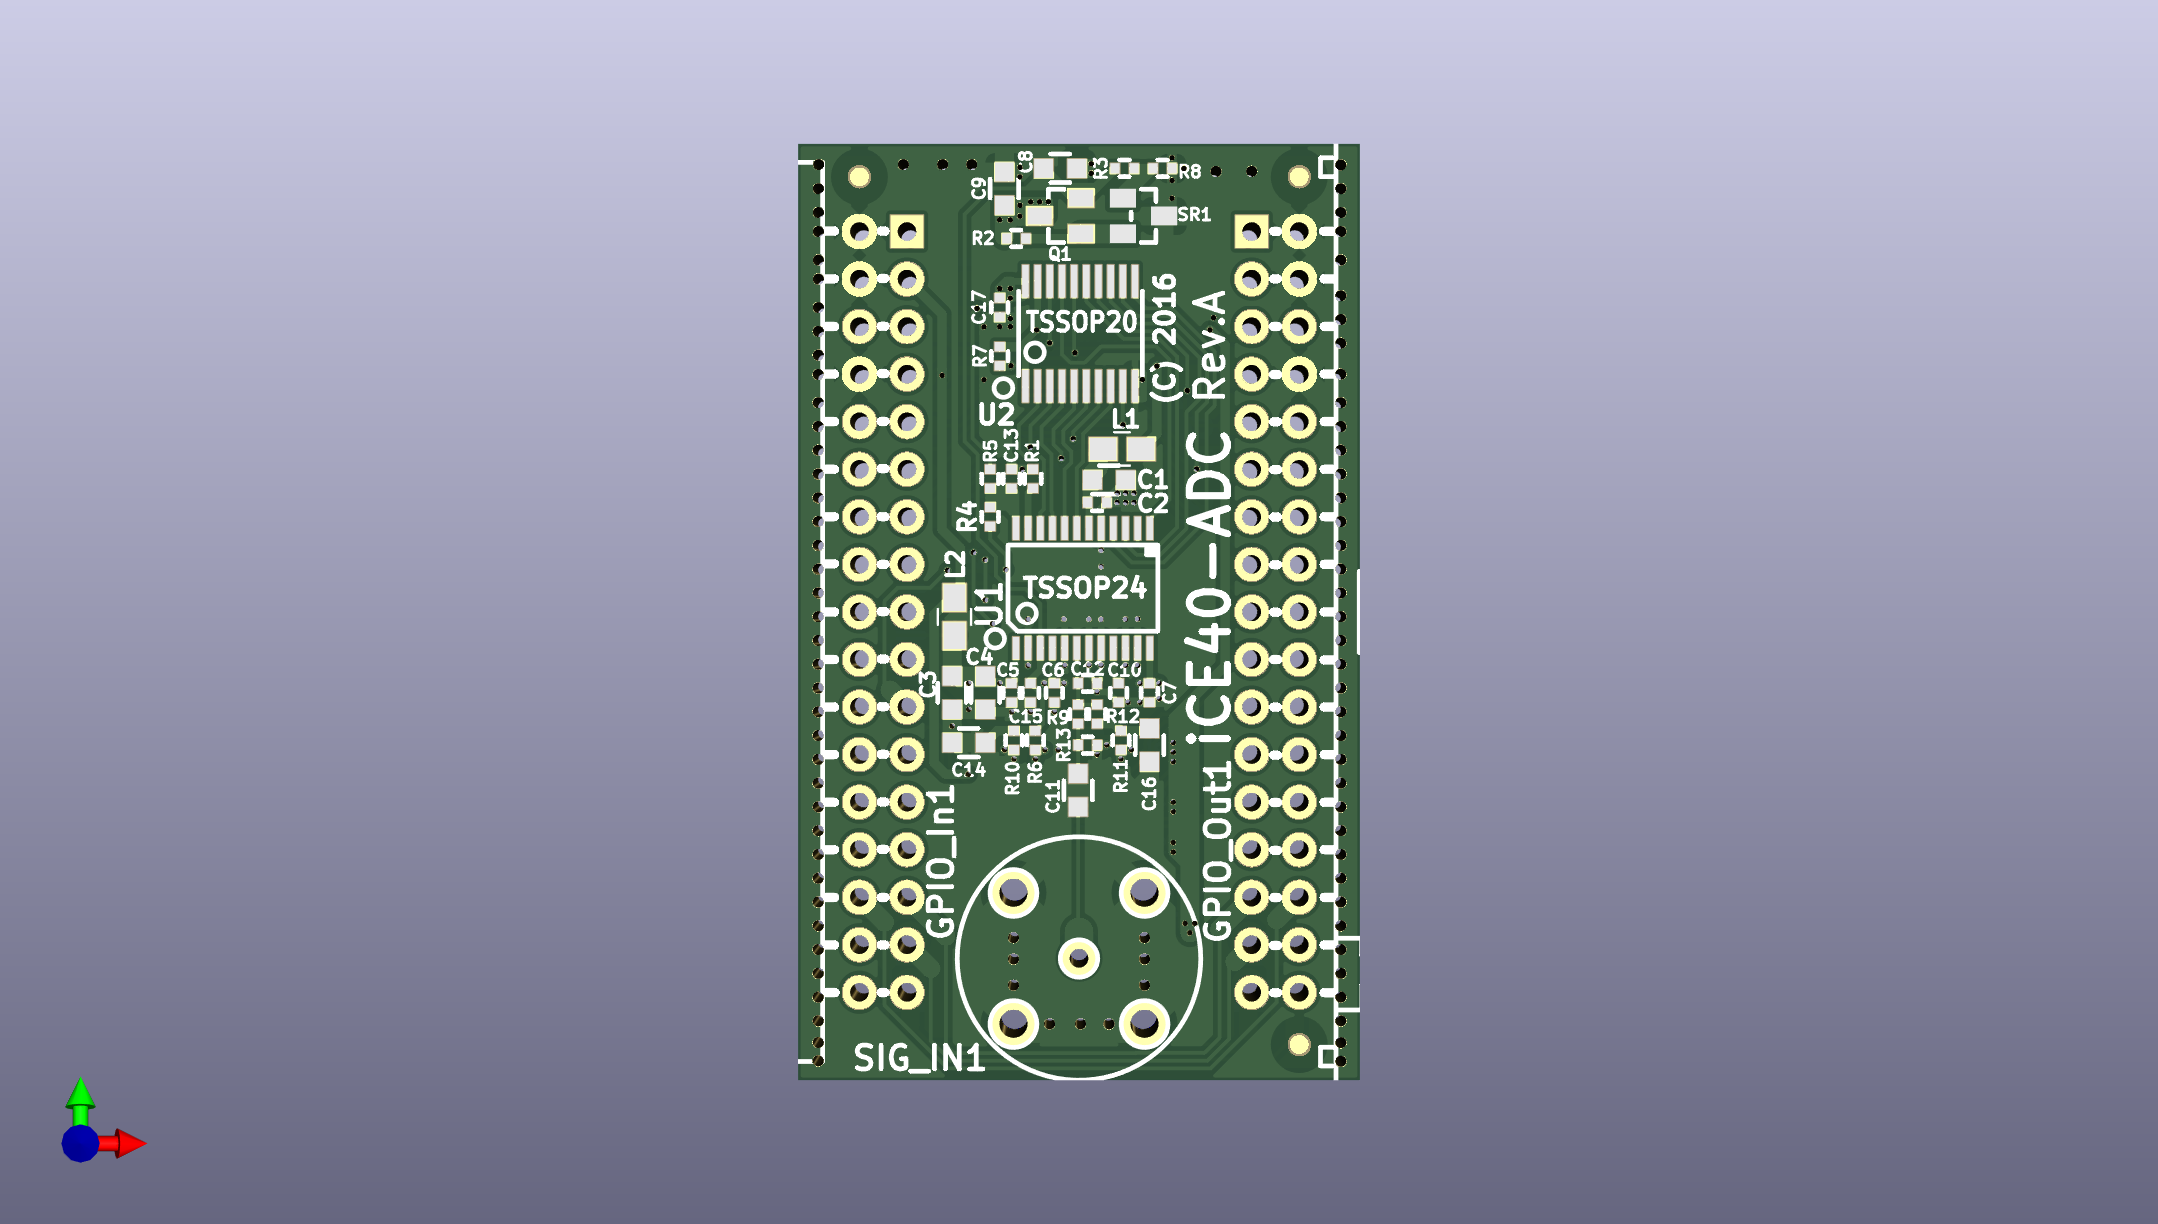 C8
R3
R8
C9
SR1
R2
Q1
C17
TSSOP20
R7
U2
(C) 2016
Rev.A
L1
R5
C13
R1
C1
C2
R4
iCE40-ADC
L2
TSSOP24
U1
C4
C5
C6
C12
C10
C3
C7
C15
R9
R12
R13
C14
R10
R6
R11
C16
C11
GPIO_In1
GPIO_Out1
SIG_IN1